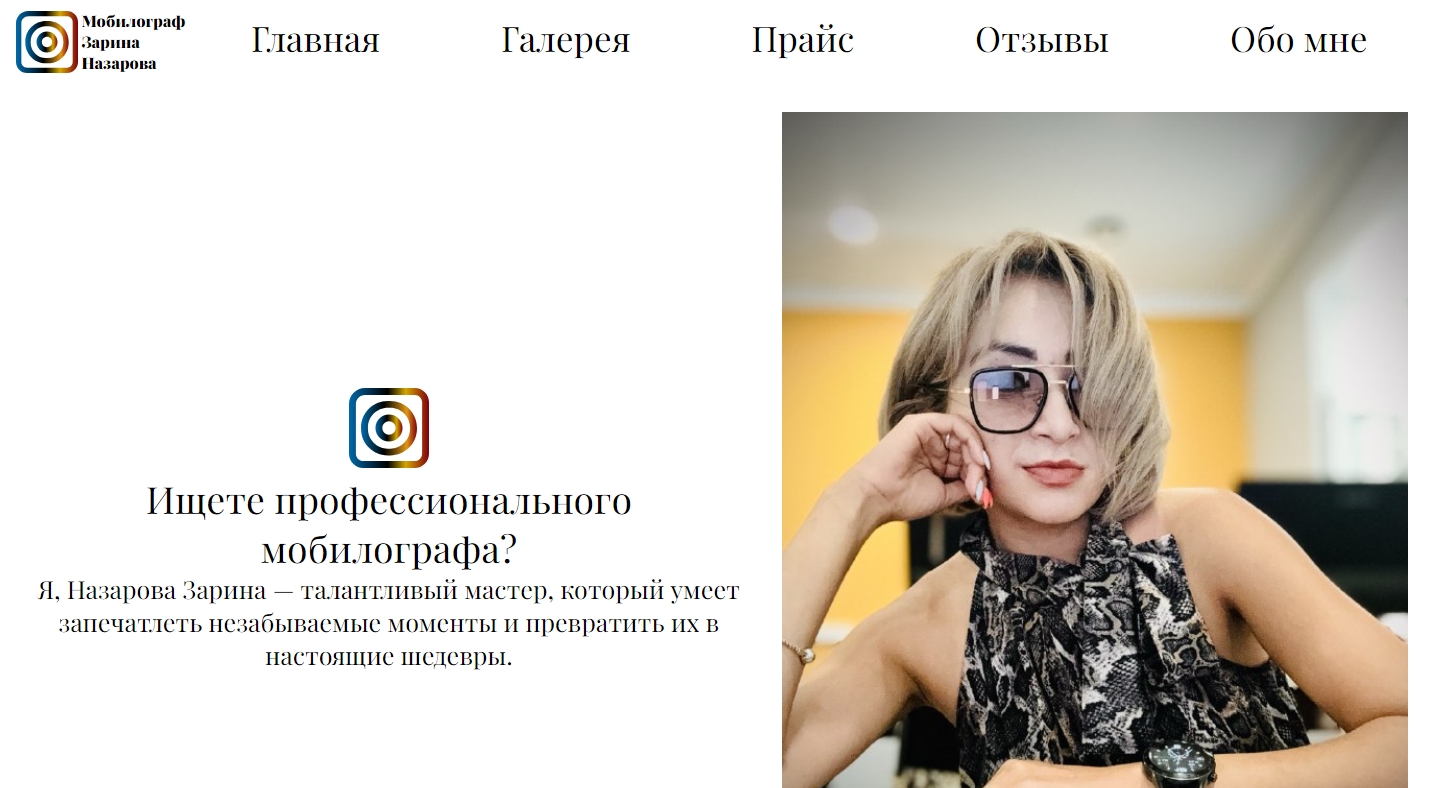 Мобилограф
Зарина
Назарова
Главная
Галерея
Прайс
Отзывы
Обо мне
Ищете профессионального
мобилографа?
Я, Назарова Зарина — талантливый мастер, который умеет
запечатлеть незабываемые моменты и превратить их в
настоящие шедевры.